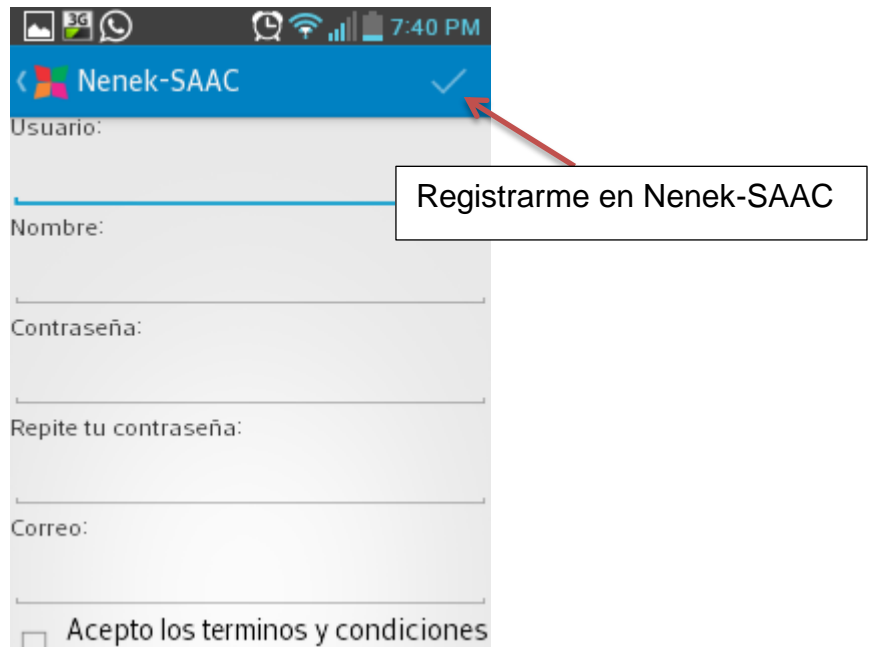 3G
7:40 PM
Nenek-SAAC
Usuario:
Registrarme en Nenek-SAAC
Nombre:
Contraseña:
Repite tu contraseña:
Correo:
Acepto los terminos y condiciones